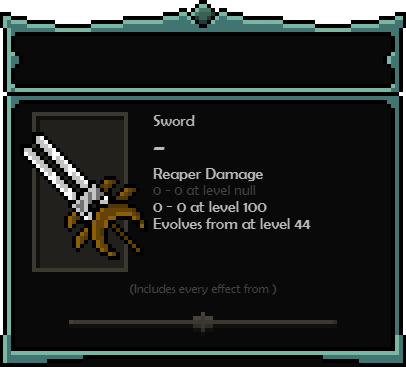 Sword
–
Reaper Damage
0 - 0 at level null
0 - 0 at level 100
Evolves from at level 44
(Includes every effect from )